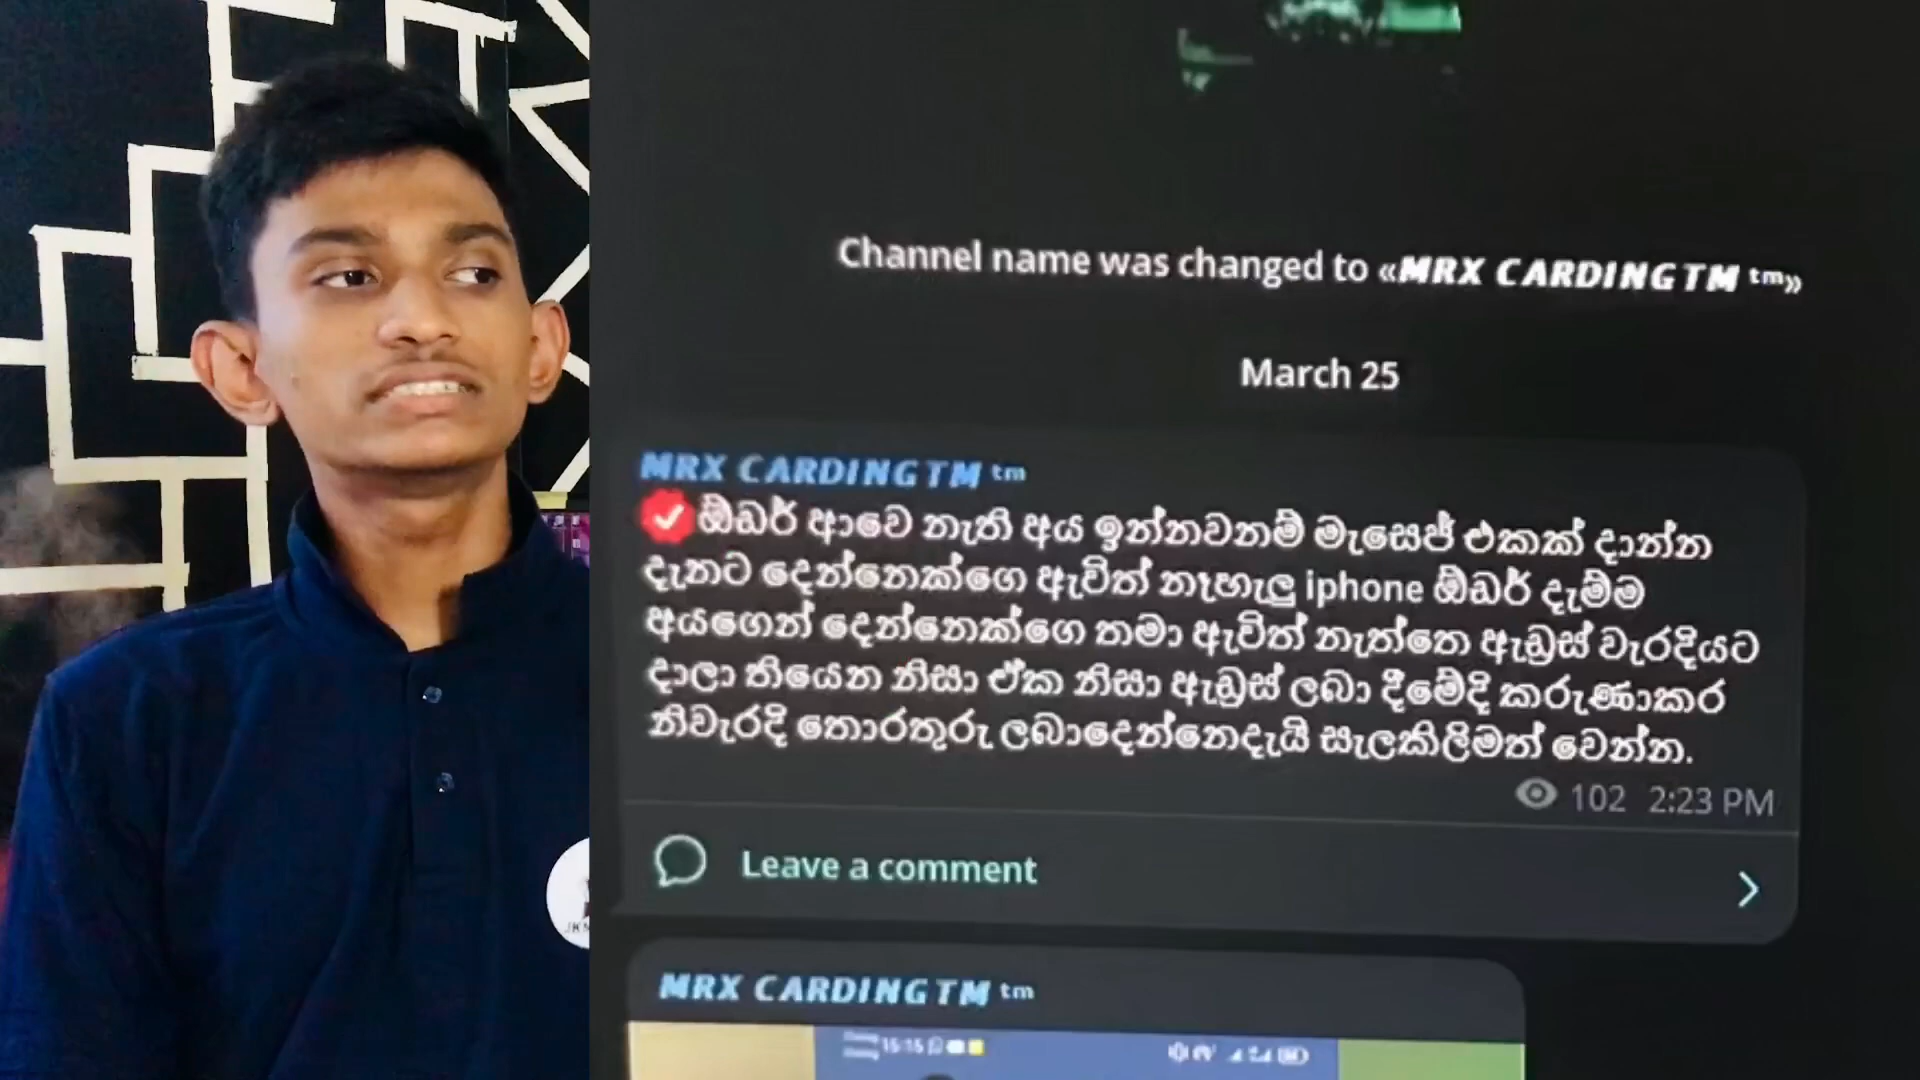 Channel name was changed to «MRX CARDINGTM ᵗᵐ»
March 25
MRX CARDINGTM ᵗᵐ
ඕඩර් ආවෙ නැති අය ඉන්නවනම් මැසෙජ් එකක් දාන්න
දැනට දෙන්නෙක්ගෙ ඇවිත් නෑහැලු iphone ඕඩර් දැම්ම
අයගෙන් දෙන්නෙක්ගෙ තමා ඇවිත් නැත්තෙ ඇඩ්‍රස් වැරදියට
දාලා තියෙන නිසා ඒක නිසා ඇඩ්‍රස් ලබා දීමේදි කරුණාකර
නිවැරදි තොරතුරු ලබාදෙන්නෙදැයි සැලකිලිමත් වෙන්න.
102 2:23 PM
Leave a comment
MRX CARDINGTM ᵗᵐ
15:15